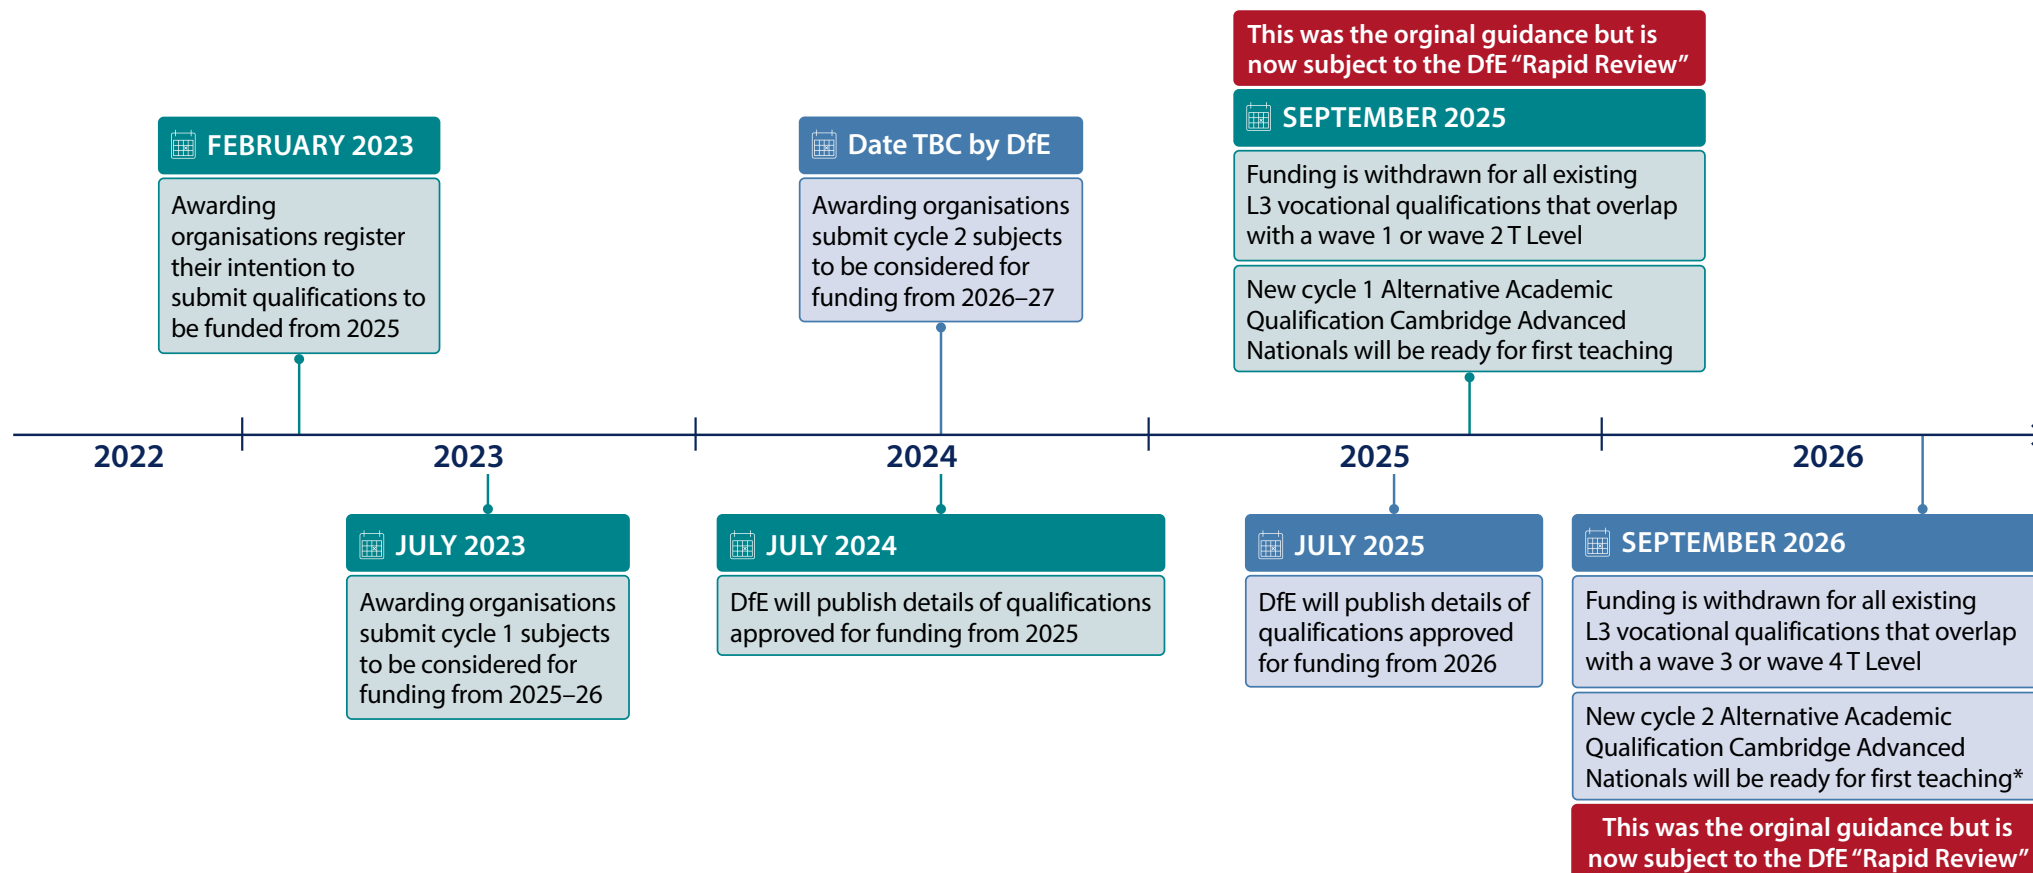 This was the orginal guidance but is
now subject to the DfE “Rapid Review”
FEBRUARY 2023
Awarding
organisations register
their intention to
submit qualifications to
be funded from 2025
Date TBC by DfE
Awarding organisations
submit cycle 2 subjects
to be considered for
funding from 2026–27
SEPTEMBER 2025
Funding is withdrawn for all existing
L3 vocational qualifications that overlap
with a wave 1 or wave 2 T Level
New cycle 1 Alternative Academic
Qualification Cambridge Advanced
Nationals will be ready for first teaching
2022
2023
2024
2025
2026
JULY 2023
Awarding organisations
submit cycle 1 subjects
to be considered for
funding from 2025–26
JULY 2024
DfE will publish details of qualifications
approved for funding from 2025
JULY 2025
DfE will publish details of
qualifications approved
for funding from 2026
SEPTEMBER 2026
Funding is withdrawn for all existing
L3 vocational qualifications that overlap
with a wave 3 or wave 4 T Level
New cycle 2 Alternative Academic
Qualification Cambridge Advanced
Nationals will be ready for first teaching*
This was the orginal guidance but is
now subject to the DfE “Rapid Review”